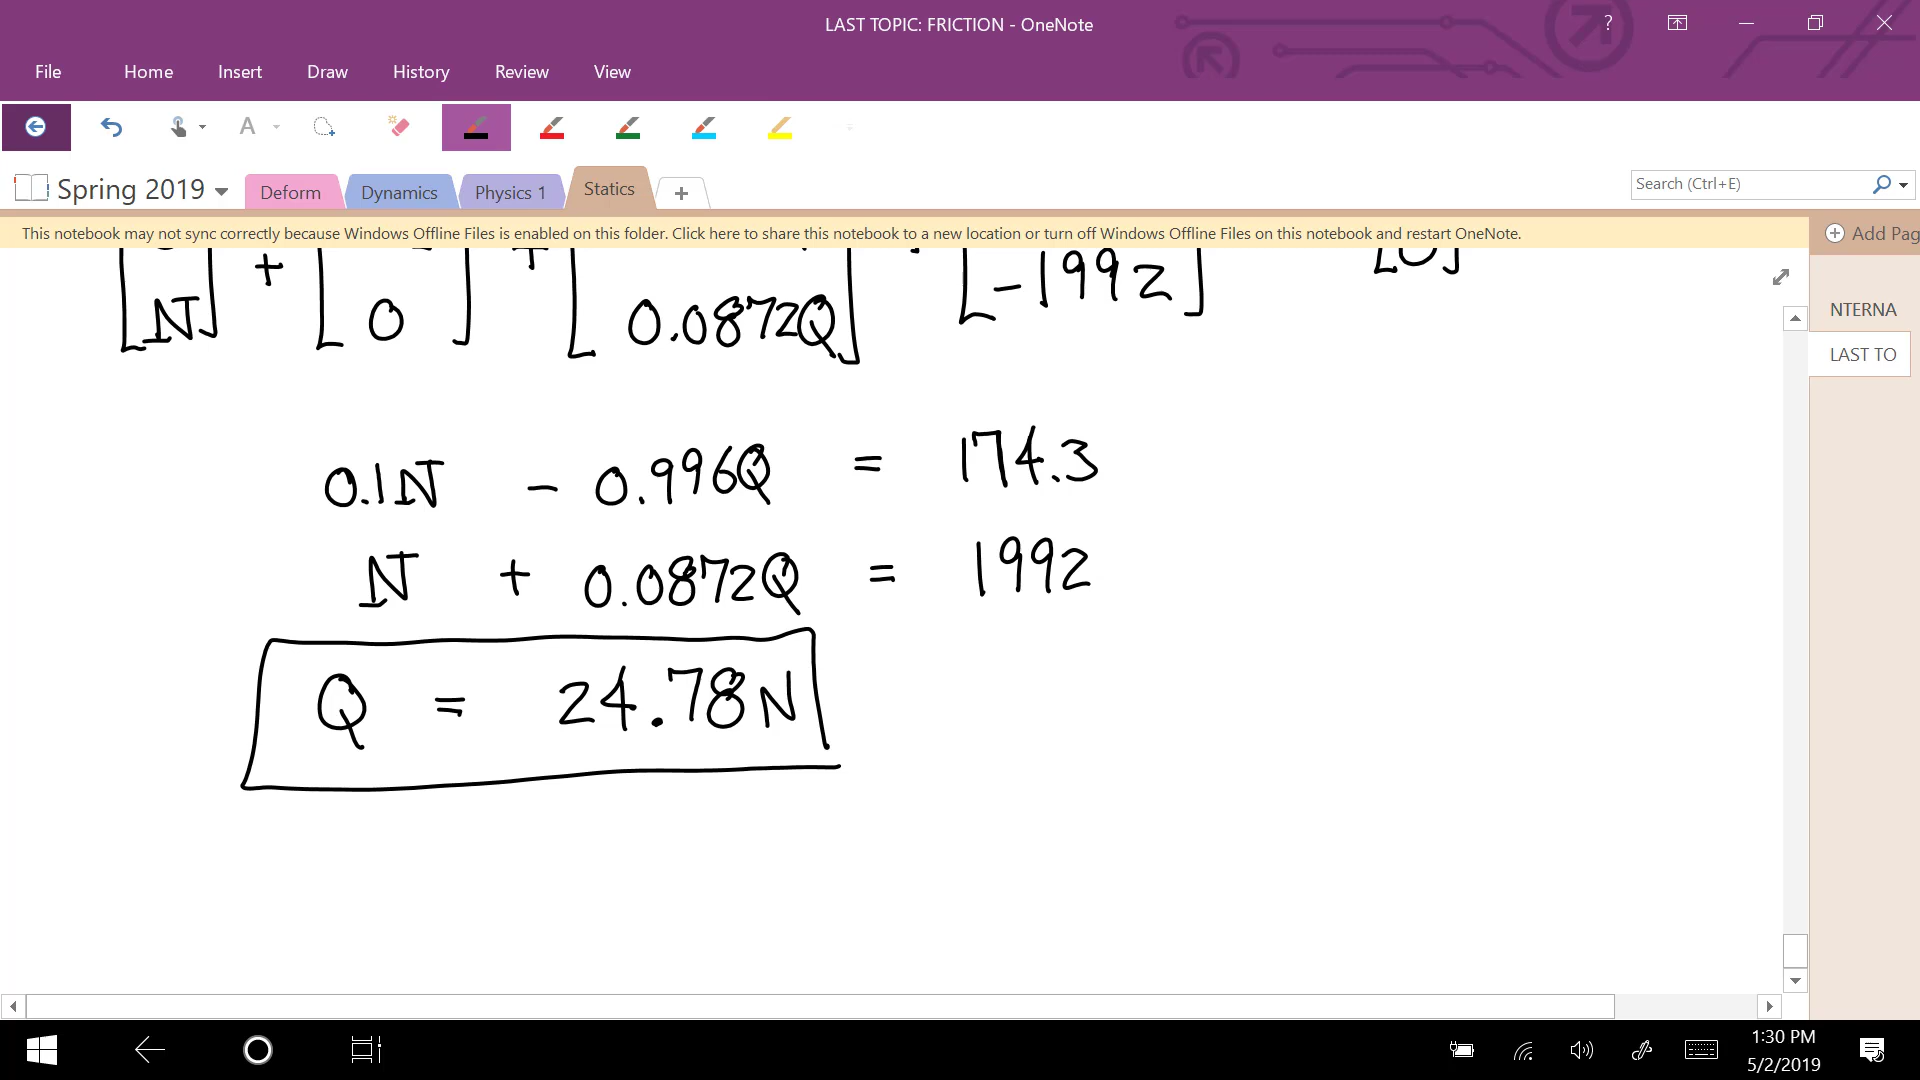 LAST TOPIC: FRICTION - OneNote
?
File Home Insert Draw History Review View
A
Spring 2019 Deform Dynamics Physics 1 Statics + Search (Ctrl+E)
This notebook may not sync correctly because Windows Offline Files is enabled on this folder. Click here to share this notebook to a new location or turn off Windows Offline Files on this notebook and restart OneNote.
Add Pag
NTERNA
LAST TO
+ + -1992 [0]
N 0 0.0872Q
0.1N - 0.996Q = 174.3
N + 0.0872Q = 1992
Q = 24.78N
1:30 PM
5/2/2019